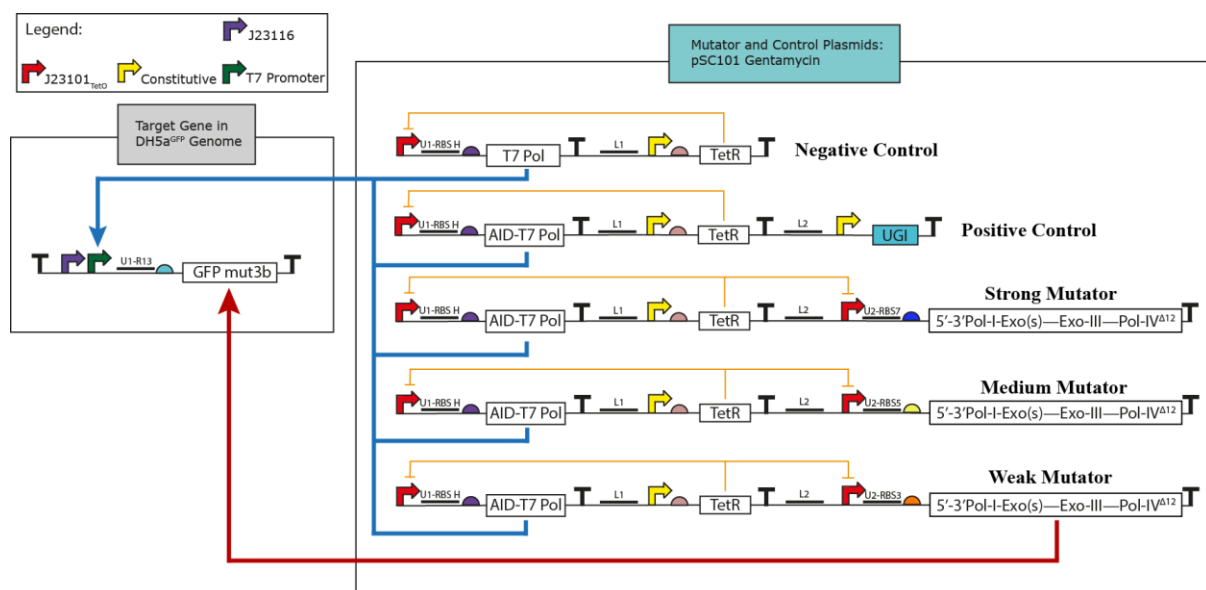 Legend:
J23116
J23101TetO
Constitutive
T7 Promoter
Target Gene in
DH5aGFP Genome
U1-R13
GFP mut3b
Mutator and Control Plasmids:
pSC101 Gentamycin
U1-RBS H
T7 Pol
L1
TetR
Negative Control
U1-RBS H
AID-T7 Pol
L1
TetR
L2
UGI
Positive Control
Strong Mutator
U1-RBS H
AID-T7 Pol
L1
TetR
L2
U2-RBS7
5'-3'Pol-I-Exo(s)—Exo-III—Pol-IVΔ12
Medium Mutator
U1-RBS H
AID-T7 Pol
L1
TetR
L2
U2-RBS5
5'-3'Pol-I-Exo(s)—Exo-III—Pol-IVΔ12
Weak Mutator
U1-RBS H
AID-T7 Pol
L1
TetR
L2
U2-RBS3
5'-3'Pol-I-Exo(s)—Exo-III—Pol-IVΔ12